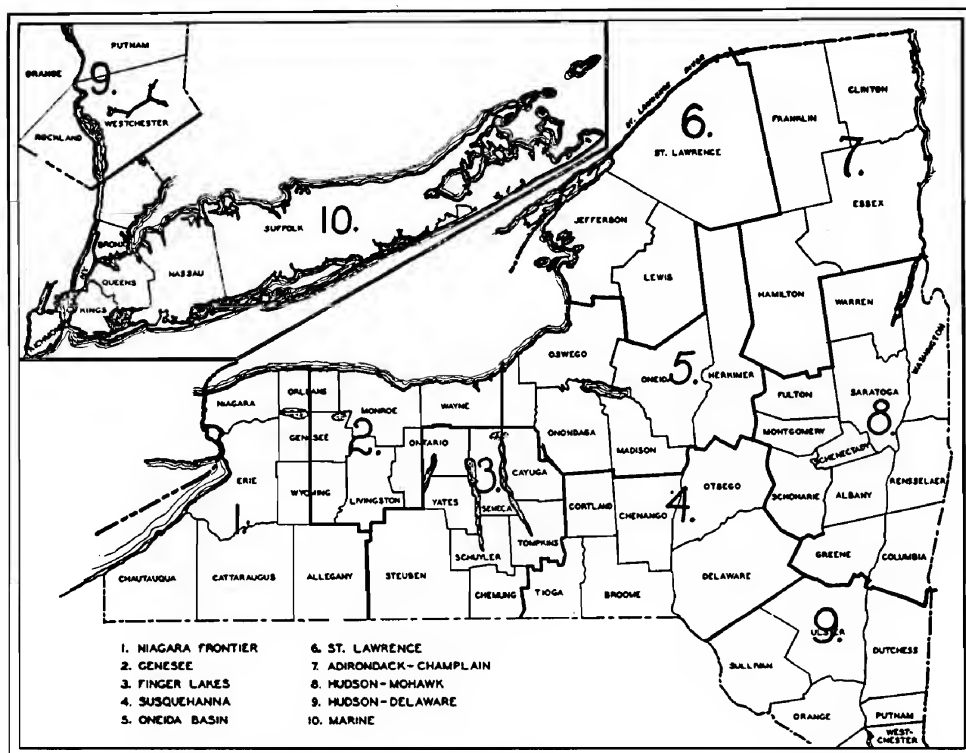 PUTNAM
ORANGE
9.
WESTCHESTER
ROCKLAND
BRONX
QUEENS
NASSAU
SUFFOLK
10.
KINGS
ST. LAWRENCE RIVER
6.
ST. LAWRENCE
FRANKLIN
CLINTON
7.
ESSEX
JEFFERSON
LEWIS
HAMILTON
WARREN
WASHINGTON
OSWEGO
ONEIDA
5.
HERKIMER
FULTON
SARATOGA
8.
NIAGARA
ORLEANS
MONROE
WAYNE
MONTGOMERY
SCHENECTADY
GENESEE
2.
ONTARIO
ONONDAGA
MADISON
CAYUGA
3.
ERIE
WYOMING
LIVINGSTON
YATES
SENECA
CORTLAND
CHENANGO
4.
OTSEGO
SCHOHARIE
ALBANY
RENSSELAER
1.
TOMPKINS
SCHUYLER
GREENE
COLUMBIA
CHAUTAUQUA
CATTARAUGUS
ALLEGANY
STEUBEN
CHEMUNG
TIOGA
BROOME
DELAWARE
9.
ULSTER
DUTCHESS
SULLIVAN
ORANGE
PUTNAM
WEST-
CHESTER
1. NIAGARA FRONTIER
2. GENESEE
3. FINGER LAKES
4. SUSQUEHANNA
5. ONEIDA BASIN
6. ST. LAWRENCE
7. ADIRONDACK-CHAMPLAIN
8. HUDSON-MOHAWK
9. HUDSON-DELAWARE
10. MARINE